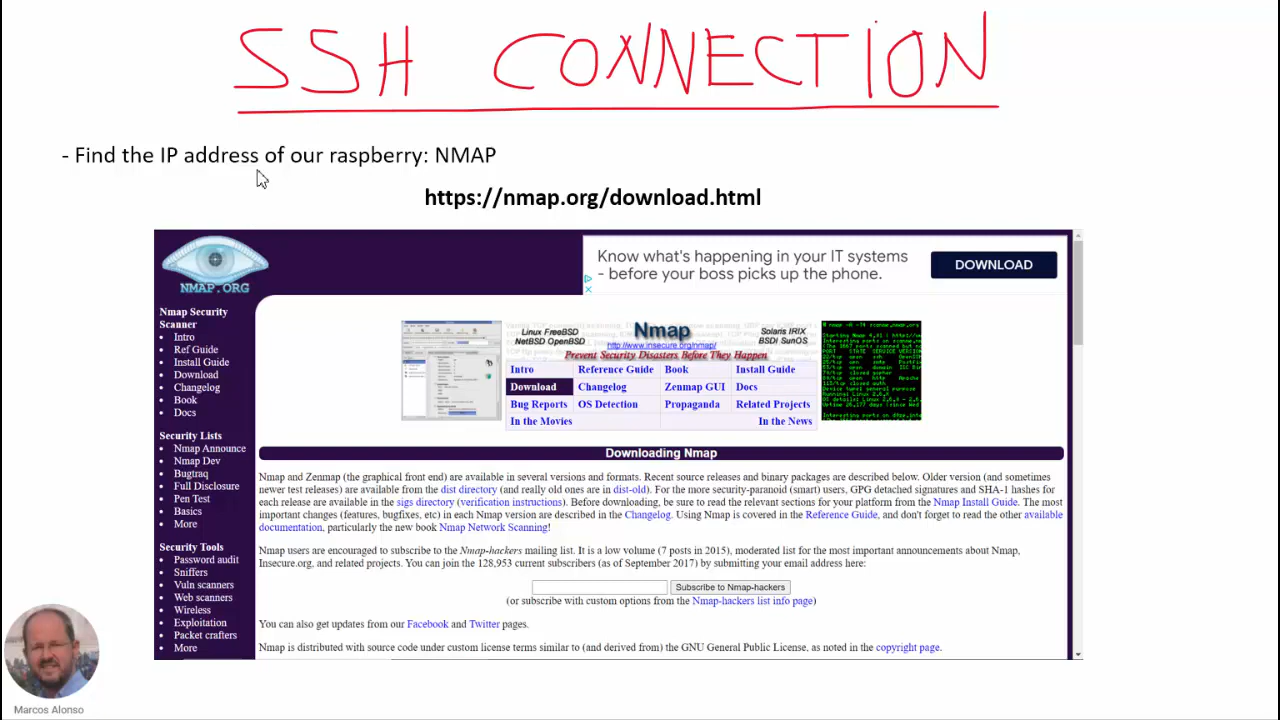 SSH CONNECTION
- Find the IP address of our raspberry: NMAP
https://nmap.org/download.html
NMAP.ORG
Know what's happening in your IT systems
- before your boss picks up the phone.
DOWNLOAD
Nmap Security
Scanner
• Intro
• Ref Guide
• Install Guide
• Download
• Changelog
• Book
• Docs
Security Lists
• Nmap Announce
• Nmap Dev
• Bugtraq
• Full Disclosure
• Pen Test
• Basics
• More
Security Tools
• Password audit
• Sniffers
• Vuln scanners
• Web scanners
• Wireless
• Exploitation
• Packet crafters
• More
Linux FreeBSD
NetBSD OpenBSD
Nmap
http://www.insecure.org/nmap/
Solaris IRIX
BSDI SunOS
Prevent Security Disasters Before They Happen
Intro Reference Guide Book Install Guide
Download Changelog Zenmap GUI Docs
Bug Reports OS Detection Propaganda Related Projects
In the Movies In the News
Downloading Nmap
Nmap and Zenmap (the graphical front end) are available in several versions and formats. Recent source releases and binary packages are described below. Older version (and sometimes
newer test releases) are available from the dist directory (and really old ones are in dist-old). For the more security-paranoid (smart) users, GPG detached signatures and SHA-1 hashes for
each release are available in the sigs directory (verification instructions). Before downloading, be sure to read the relevant sections for your platform from the Nmap Install Guide. The most
important changes (features, bugfixes, etc) in each Nmap version are described in the Changelog. Using Nmap is covered in the Reference Guide, and don't forget to read the other available
documentation, particularly the new book Nmap Network Scanning!
Nmap users are encouraged to subscribe to the Nmap-hackers mailing list. It is a low volume (7 posts in 2015), moderated list for the most important announcements about Nmap,
Insecure.org, and related projects. You can join the 128,953 current subscribers (as of September 2017) by submitting your email address here:
Subscribe to Nmap-hackers
(or subscribe with custom options from the Nmap-hackers list info page)
You can also get updates from our Facebook and Twitter pages.
Nmap is distributed with source code under custom license terms similar to (and derived from) the GNU General Public License, as noted in the copyright page.
Marcos Alonso